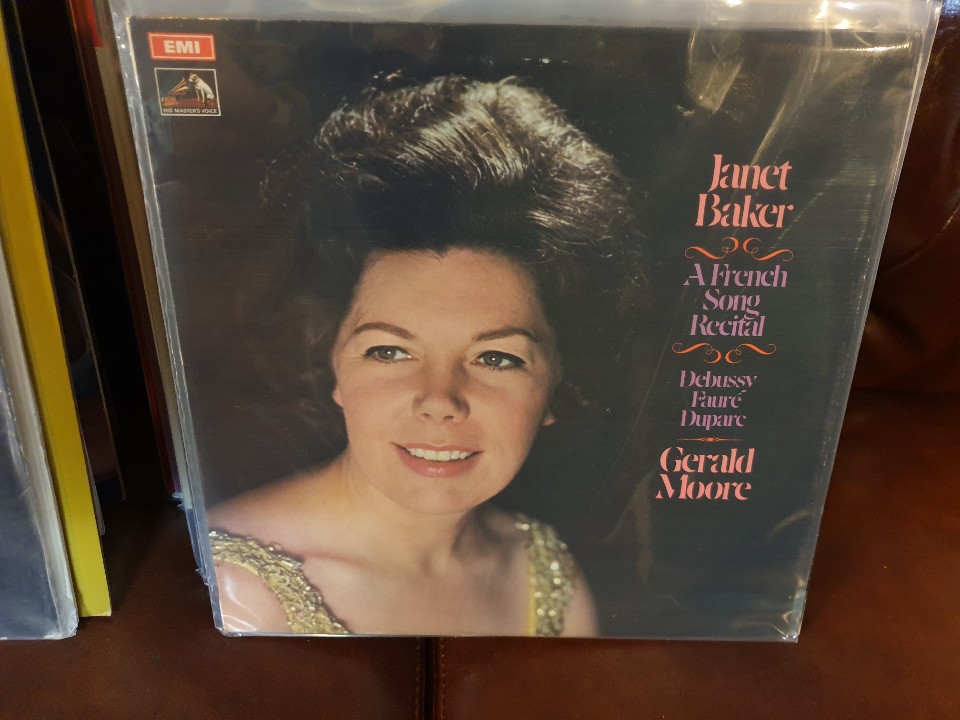 EMI
HIS MASTER'S VOICE
Janet
Baker
A French
Song
Recital
Debussy
Fauré
Duparc
Gerald
Moore